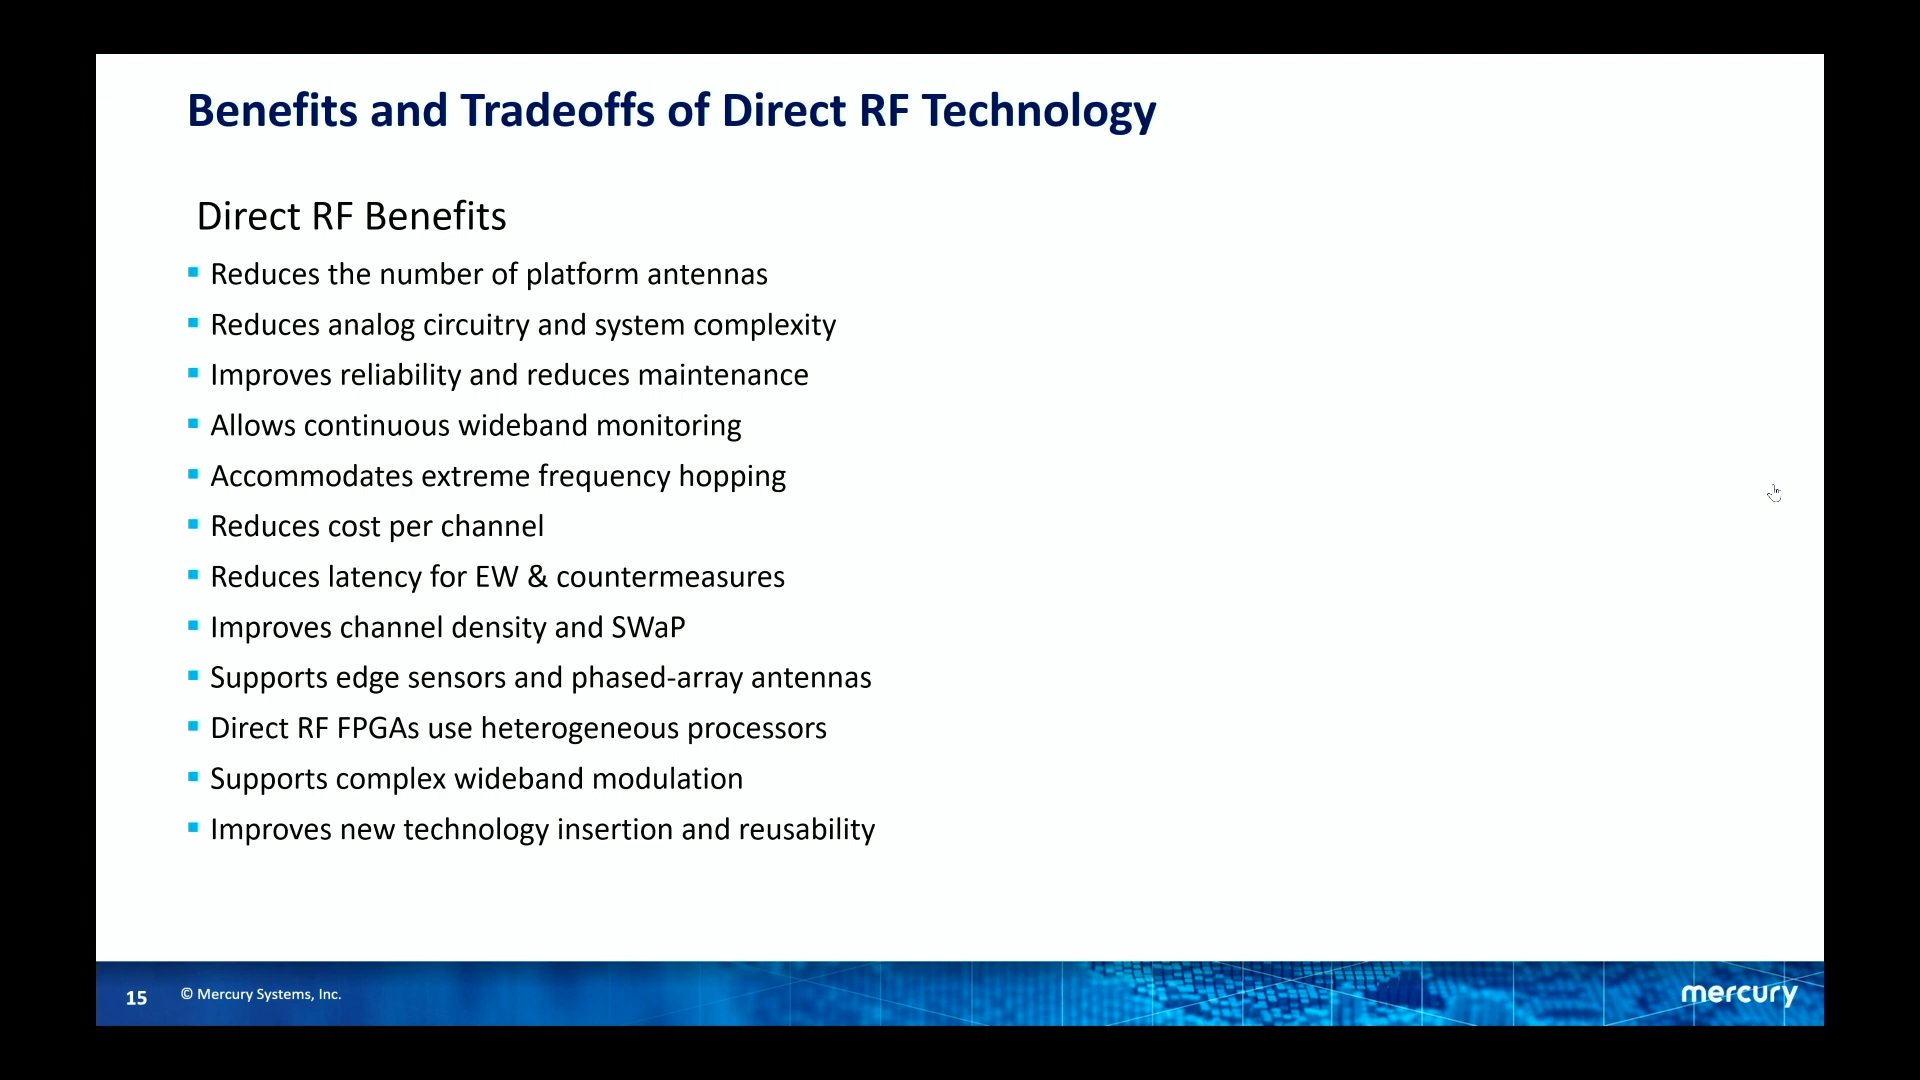 Benefits and Tradeoffs of Direct RF Technology
Direct RF Benefits
Reduces the number of platform antennas
Reduces analog circuitry and system complexity
Improves reliability and reduces maintenance
Allows continuous wideband monitoring
Accommodates extreme frequency hopping
Reduces cost per channel
Reduces latency for EW & countermeasures
Improves channel density and SWaP
Supports edge sensors and phased-array antennas
Direct RF FPGAs use heterogeneous processors
Supports complex wideband modulation
Improves new technology insertion and reusability
15 © Mercury Systems, Inc.
mercury